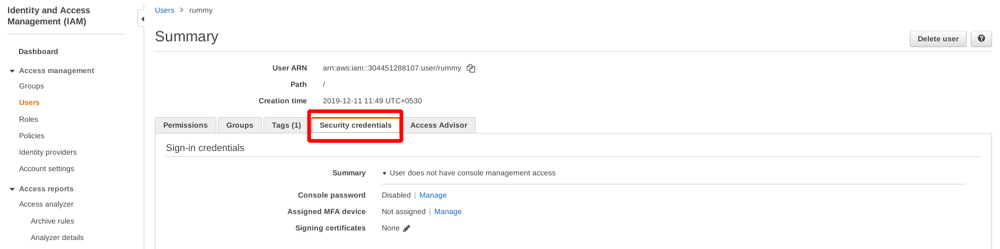 Identity and Access
Management (IAM)
Dashboard
Access management
Groups
Users
Roles
Policies
Identity providers
Account settings
Access reports
Access analyzer
Archive rules
Analyzer details
Users > rummy
Summary
Delete user
?
User ARN arn:aws:iam::304451288107:user/rummy
Path /
Creation time 2019-12-11 11:49 UTC+0530
Permissions Groups Tags (1) Security credentials Access Advisor
Sign-in credentials
Summary • User does not have console management access
Console password Disabled | Manage
Assigned MFA device Not assigned | Manage
Signing certificates None